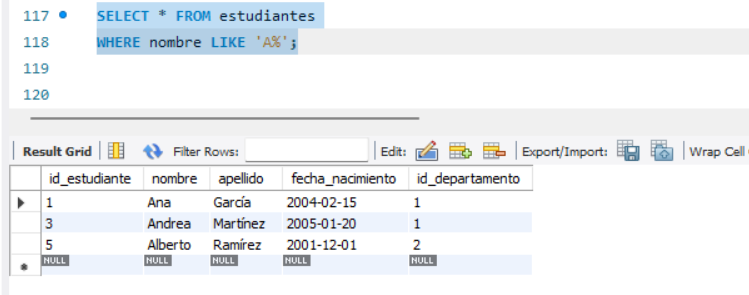 117 SELECT * FROM estudiantes
118 WHERE nombre LIKE 'A%';
119
120
Result Grid Filter Rows: Edit: Export/Import: Wrap Cell
id_estudiante nombre apellido fecha_nacimiento id_departamento
1 Ana García 2004-02-15 1
3 Andrea Martínez 2005-01-20 1
5 Alberto Ramírez 2001-12-01 2
NULL NULL NULL NULL NULL